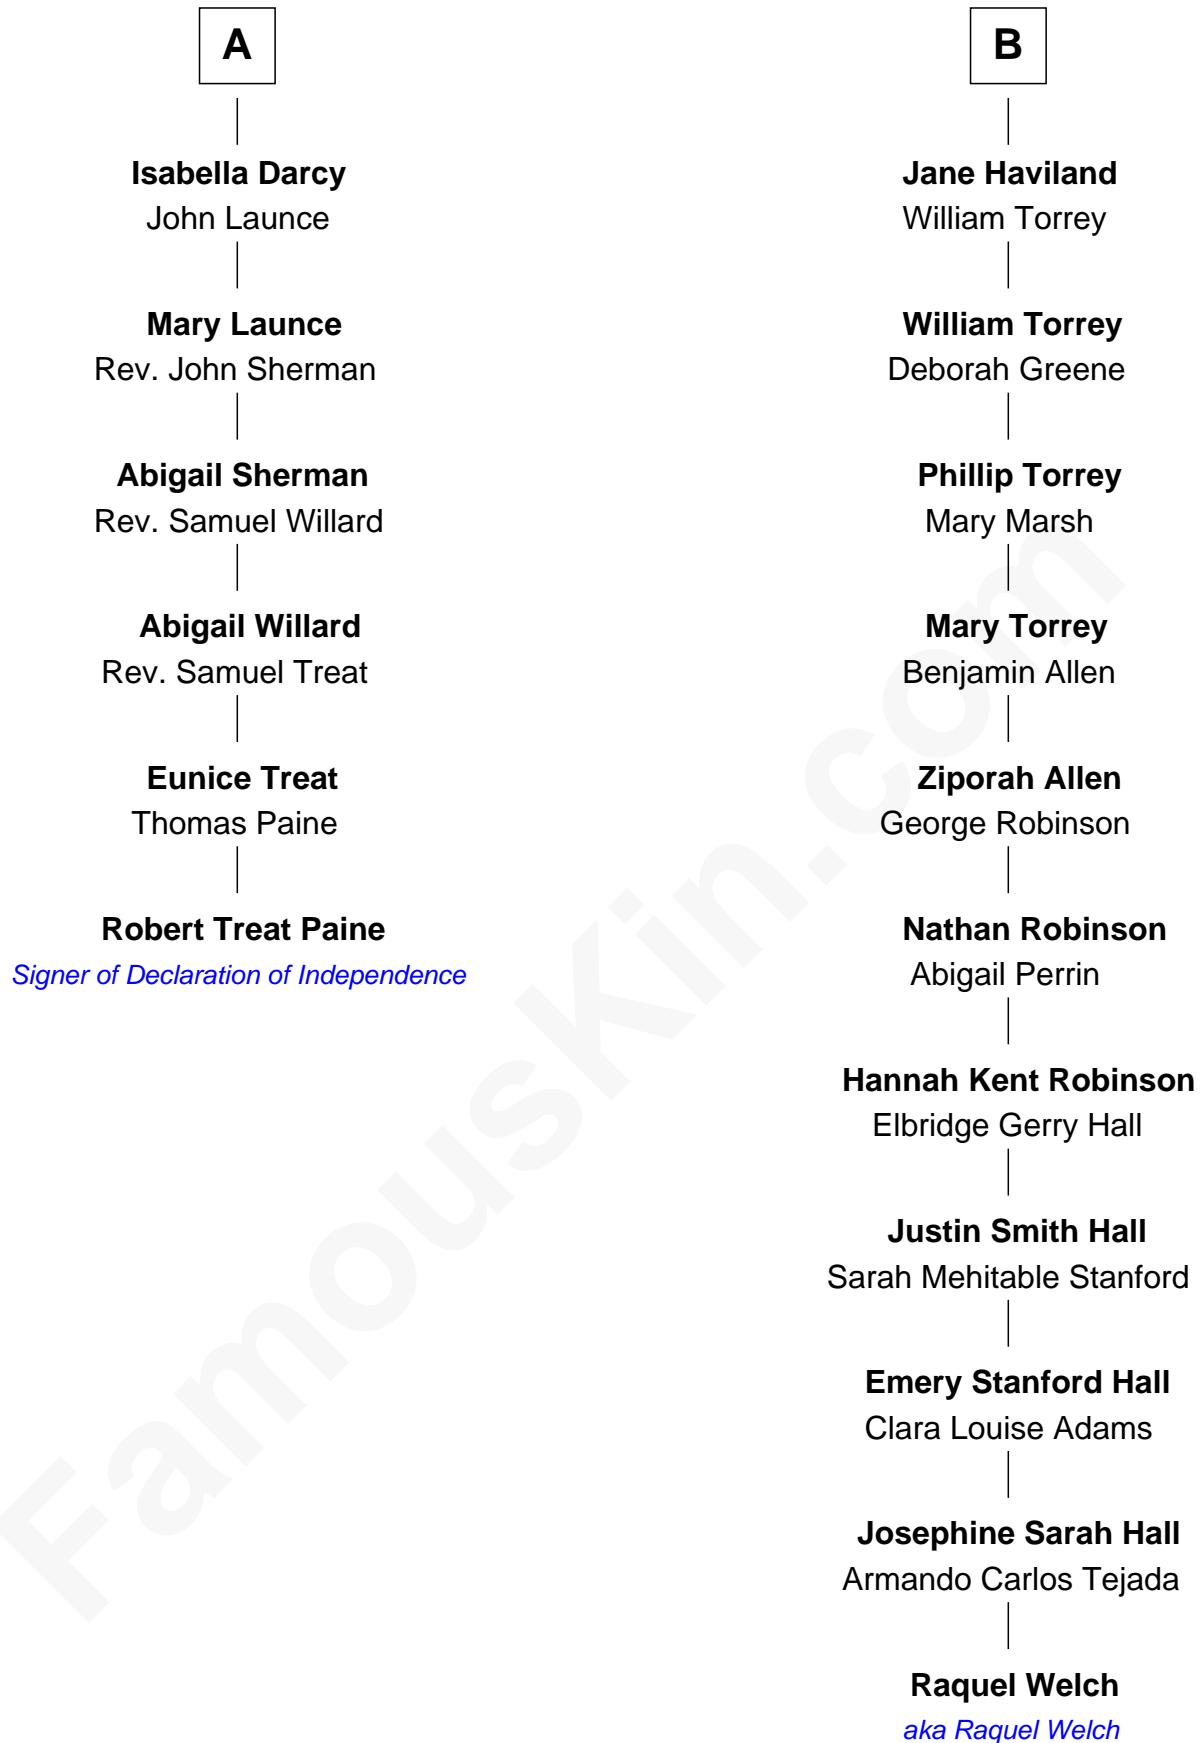 A
Isabella Darcy
John Launce
Mary Launce
Rev. John Sherman
Abigail Sherman
Rev. Samuel Willard
Abigail Willard
Rev. Samuel Treat
Eunice Treat
Thomas Paine
Robert Treat Paine
Signer of Declaration of Independence
B
Jane Haviland
William Torrey
William Torrey
Deborah Greene
Phillip Torrey
Mary Marsh
Mary Torrey
Benjamin Allen
Ziporah Allen
George Robinson
Nathan Robinson
Abigail Perrin
Hannah Kent Robinson
Elbridge Gerry Hall
Justin Smith Hall
Sarah Mehitable Stanford
Emery Stanford Hall
Clara Louise Adams
Josephine Sarah Hall
Armando Carlos Tejada
Raquel Welch
aka Raquel Welch
FamousKin.com